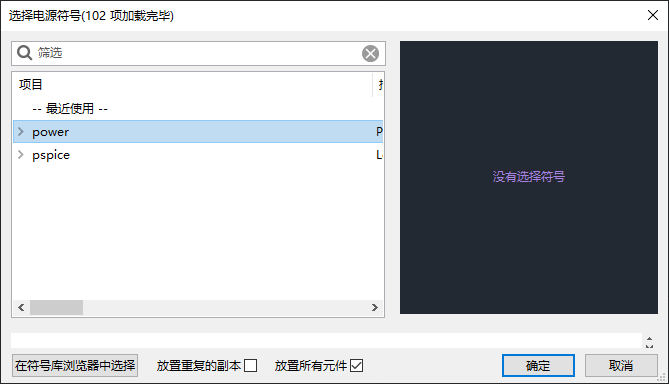 选择电源符号(102 项加载完毕)
筛选
项目
-- 最近使用 --
power
pspice
没有选择符号
在符号库浏览器中选择 放置重复的副本 放置所有元件 确定 取消